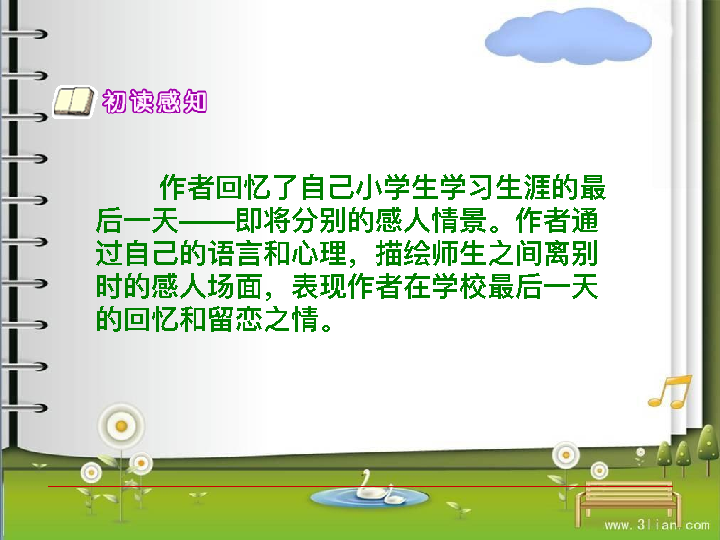 初读感知
作者回忆了自己小学生学习生涯的最
后一天——即将分别的感人情景。作者通
过自己的语言和心理，描绘师生之间离别
时的感人场面，表现作者在学校最后一天
的回忆和留恋之情。
www.3lian.com